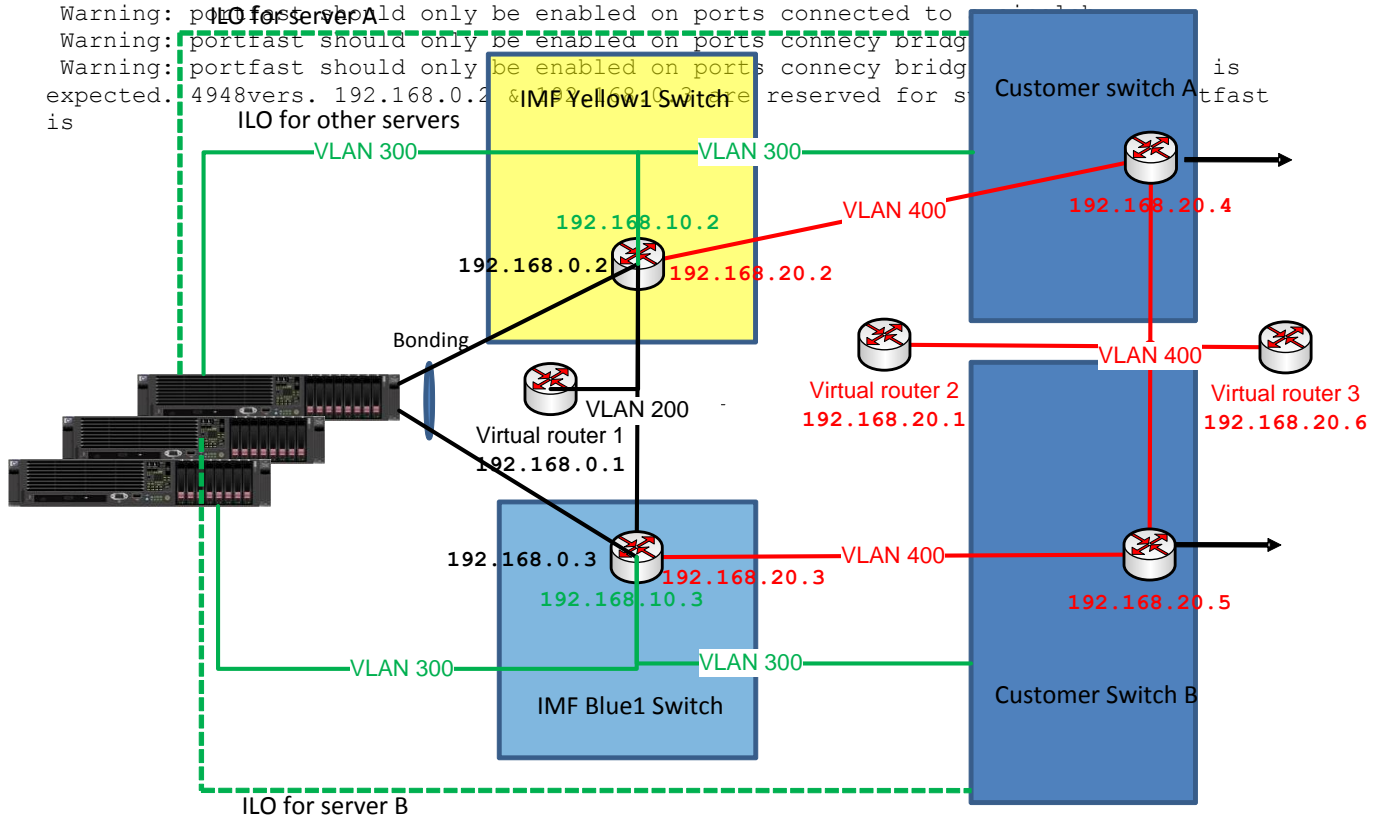 Warning: portfast should only be enabled on ports connected to
ILO for server A
Warning: portfast should only be enabled on ports connecy bridg
Warning: portfast should only be enabled on ports connecy bridg is
expected. 4948vers. 192.168.0.2 & 192.168.0.3 are reserved for s tfast
is
IMF Yellow1 Switch
Customer switch A
ILO for other servers
VLAN 300
VLAN 300
192.168.10.2
VLAN 400
192.168.20.4
192.168.0.2
192.168.20.2
Bonding
VLAN 400
Virtual router 2
192.168.20.1
Virtual router 3
192.168.20.6
VLAN 200
-
Virtual router 1
192.168.0.1
192.168.0.3
VLAN 400
192.168.20.3
192.168.10.3
192.168.20.5
VLAN 300
VLAN 300
IMF Blue1 Switch
Customer Switch B
ILO for server B